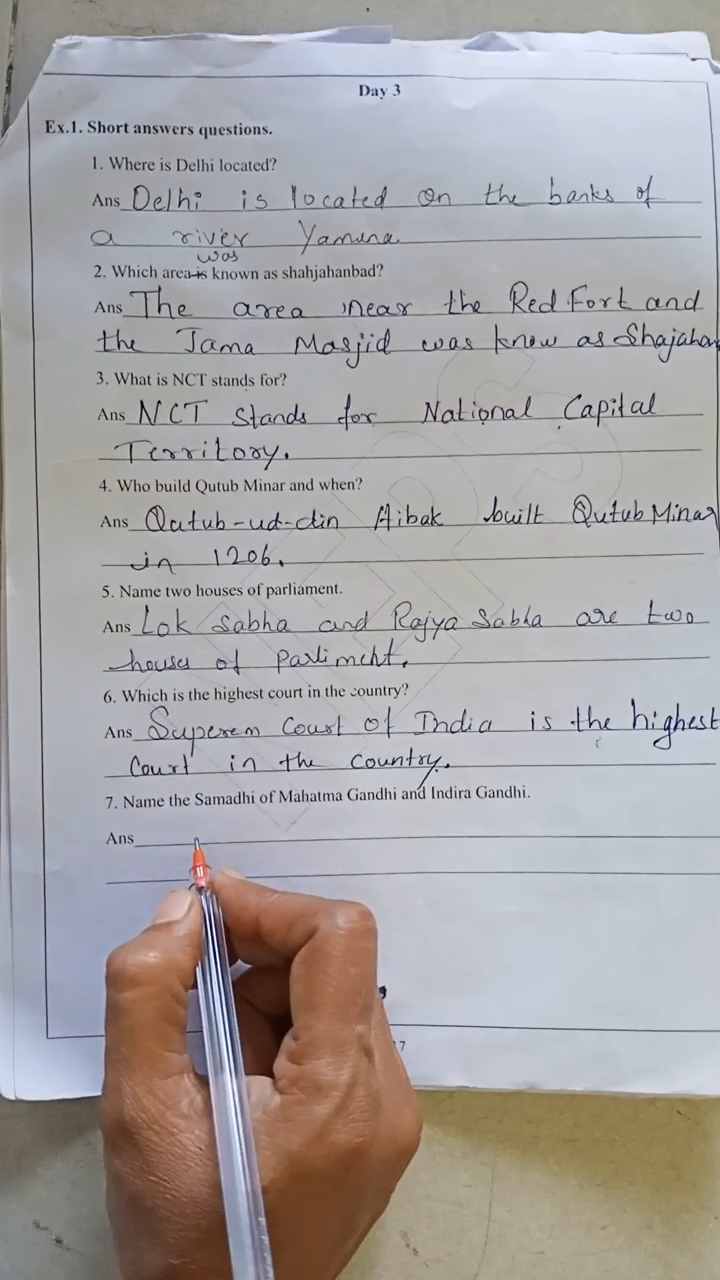 Day 3
Ex.1. Short answers questions.
1. Where is Delhi located?
Ans Delhi is located on the banks of
a river Yamuna
was
2. Which area is known as shahjahanbad?
Ans The area near the Red Fort and
the Jama Masjid was know as Shajahan
3. What is NCT stands for?
Ans NCT stands for National Capital
Territory.
4. Who build Qutub Minar and when?
Ans Qutub-ud-din Aibak built Qutub Minar
in 1206.
5. Name two houses of parliament.
Ans Lok Sabha and Rajya Sabha are two
houses of Parliment.
6. Which is the highest court in the country?
Ans Superem Court of India is the highest
Court in the country.
7. Name the Samadhi of Mahatma Gandhi and Indira Gandhi.
Ans
7